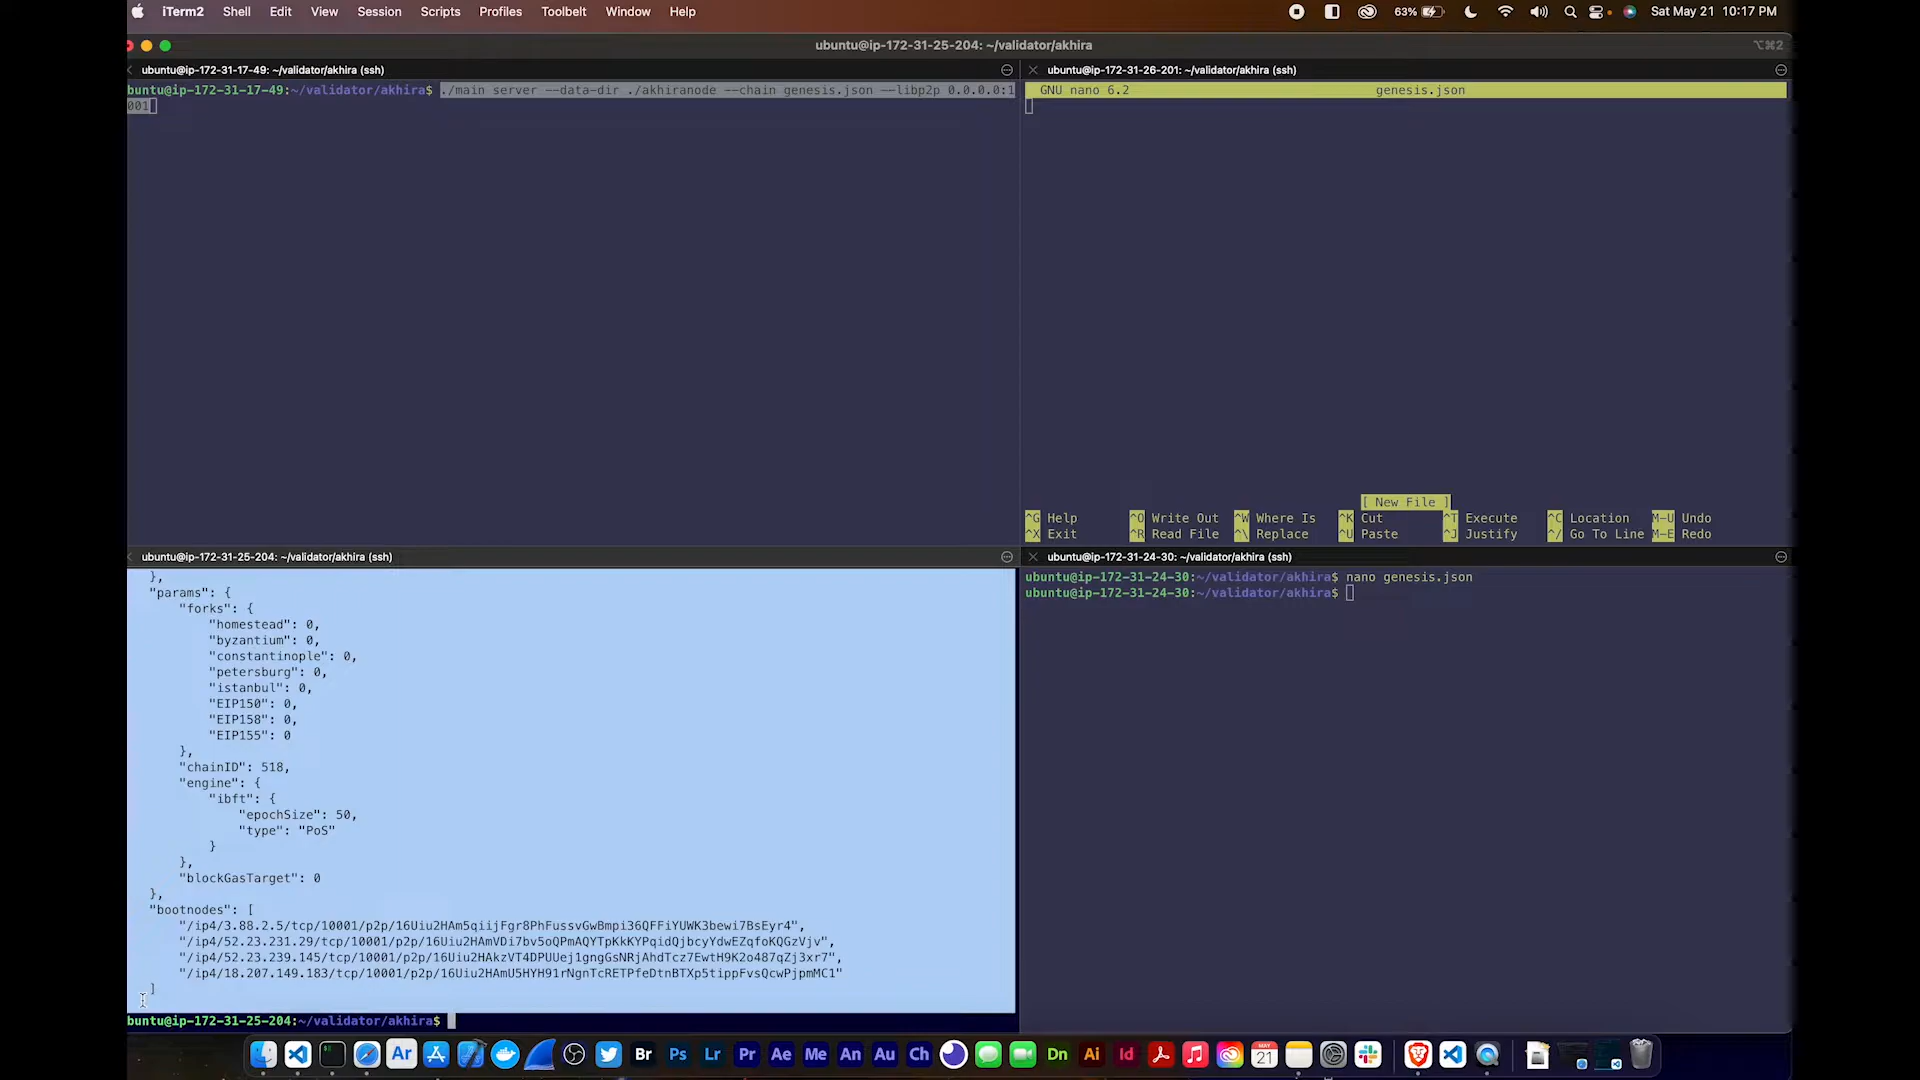 iTerm2 Shell Edit View Session Scripts Profiles Toolbelt Window Help 63% Sat May 21 10:17 PM
ubuntu@ip-172-31-25-204: ~/validator/akhira ⌥⌘2
ubuntu@ip-172-31-17-49: ~/validator/akhira (ssh)
buntu@ip-172-31-17-49:~/validator/akhira$ ./main server --data-dir ./akhiranode --chain genesis.json --libp2p 0.0.0.0:1
001
ubuntu@ip-172-31-26-201: ~/validator/akhira (ssh)
GNU nano 6.2 genesis.json
[ New File ]
^G Help ^O Write Out ^W Where Is ^K Cut ^T Execute ^C Location M-U Undo
^X Exit ^R Read File ^\ Replace ^U Paste ^J Justify ^/ Go To Line M-E Redo
ubuntu@ip-172-31-25-204: ~/validator/akhira (ssh)
},
"params": {
"forks": {
"homestead": 0,
"byzantium": 0,
"constantinople": 0,
"petersburg": 0,
"istanbul": 0,
"EIP150": 0,
"EIP158": 0,
"EIP155": 0
},
"chainID": 518,
"engine": {
"ibft": {
"epochSize": 50,
"type": "PoS"
}
},
"blockGasTarget": 0
},
"bootnodes": [
"/ip4/3.88.2.5/tcp/10001/p2p/16Uiu2HAm5qiijFgr8PhFussvGwBmpi36QFFiYUWK3bewi7BsEyr4",
"/ip4/52.23.231.29/tcp/10001/p2p/16Uiu2HAmVDi7bv5oQPmAQYTpKkKYPqidQjbcyYdwEZqfoKQGzVjv",
"/ip4/52.23.239.145/tcp/10001/p2p/16Uiu2HAkzVT4DPUUej1gngGsNRjAhdTcz7EwtH9K2o487qZj3xr7",
"/ip4/18.207.149.183/tcp/10001/p2p/16Uiu2HAmU5HYH91rNgnTcRETPfeDtnBTXp5tippFvsQcwPjpmMC1"
]
buntu@ip-172-31-25-204:~/validator/akhira$
ubuntu@ip-172-31-24-30: ~/validator/akhira (ssh)
ubuntu@ip-172-31-24-30:~/validator/akhira$ nano genesis.json
ubuntu@ip-172-31-24-30:~/validator/akhira$
Ar Br Ps Lr Pr Ae Me An Au Ch Dn Ai Id MAY 21